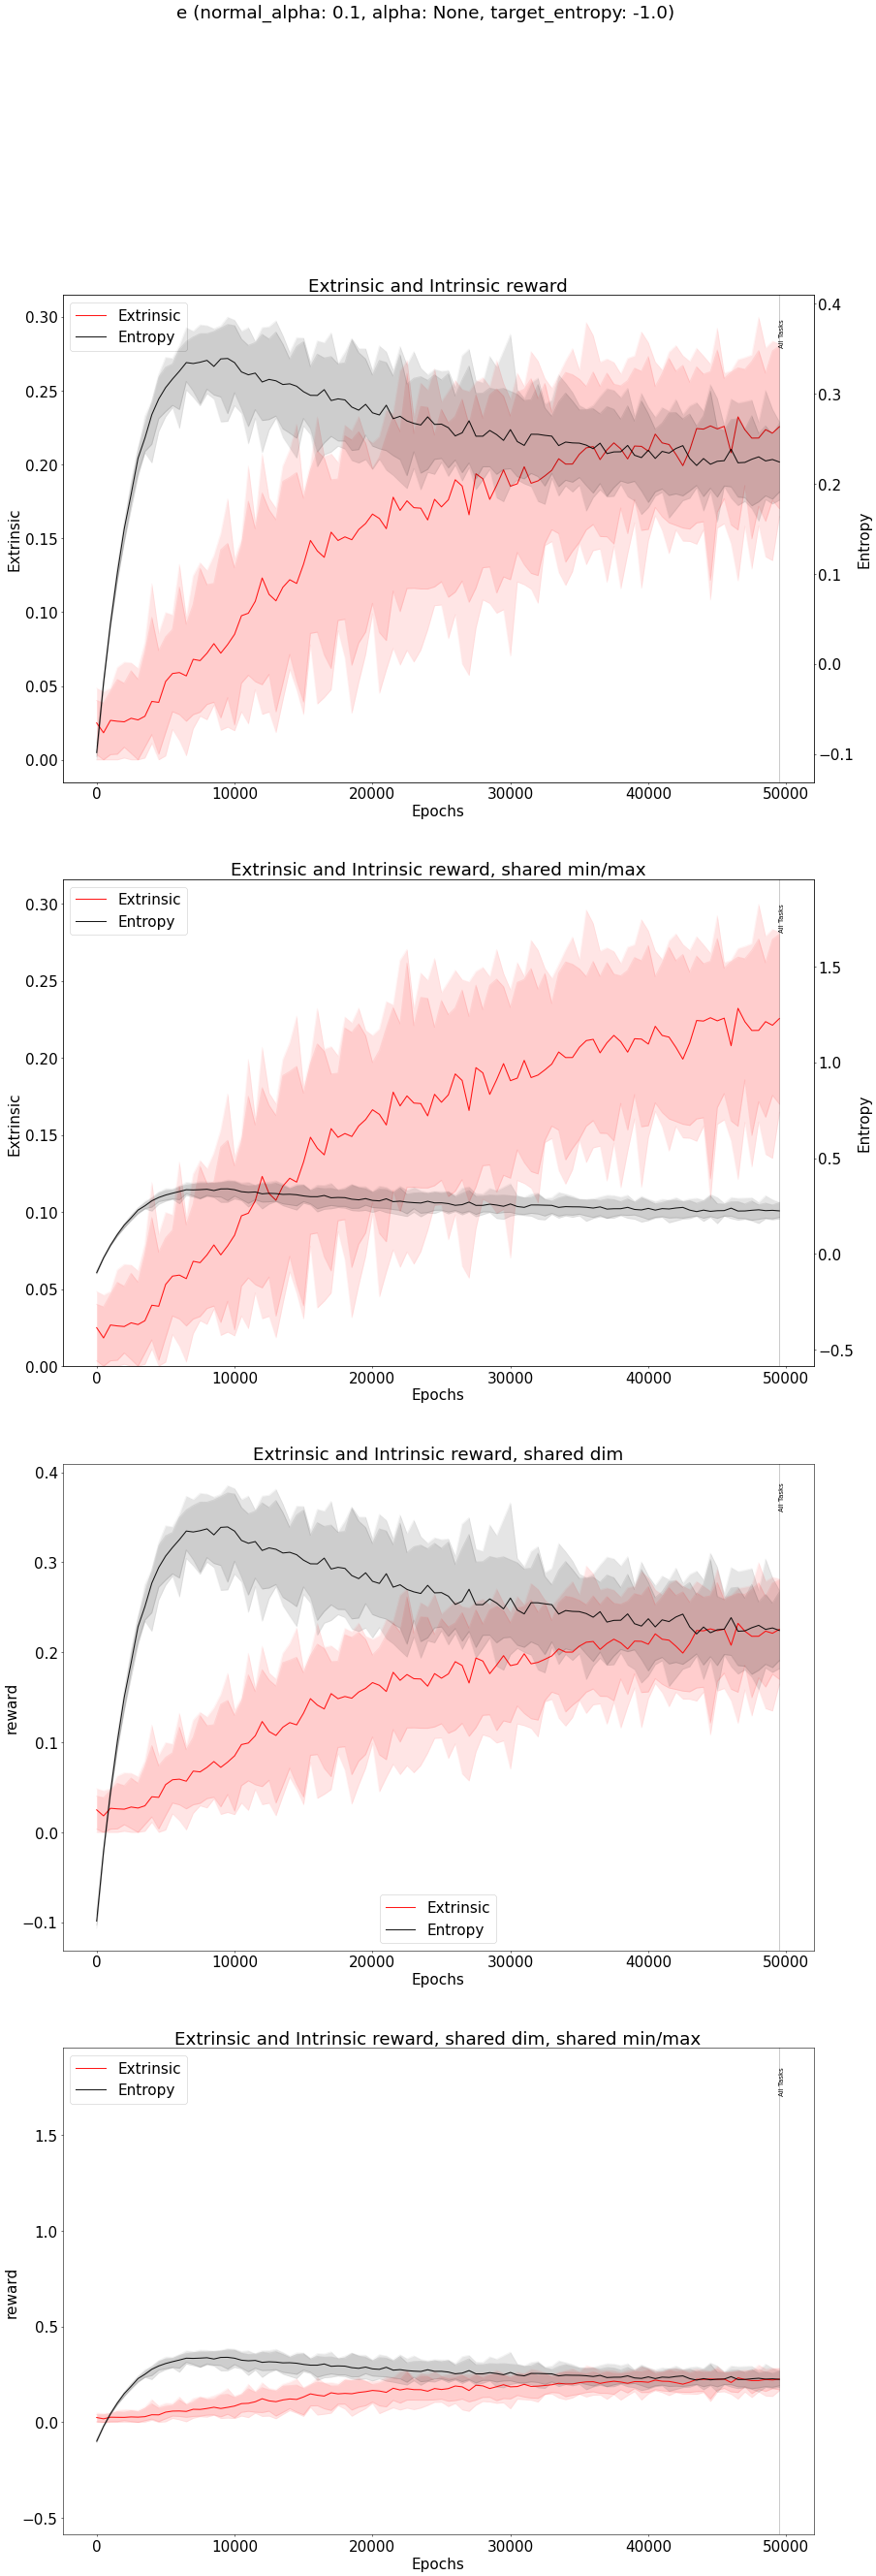 e (normal_alpha: 0.1, alpha: None, target_entropy: -1.0)
Extrinsic and Intrinsic reward
Extrinsic
Entropy
All Tasks
0.30
0.25
0.20
0.15
0.10
0.05
0.00
Extrinsic
0.4
0.3
0.2
0.1
0.0
−0.1
Entropy
0 10000 20000 30000 40000 50000
Epochs
Extrinsic and Intrinsic reward, shared min/max
Extrinsic
Entropy
All Tasks
0.30
0.25
0.20
0.15
0.10
0.05
0.00
Extrinsic
1.5
1.0
0.5
0.0
−0.5
Entropy
0 10000 20000 30000 40000 50000
Epochs
Extrinsic and Intrinsic reward, shared dim
All Tasks
0.4
0.3
0.2
0.1
0.0
−0.1
reward
Extrinsic
Entropy
0 10000 20000 30000 40000 50000
Epochs
Extrinsic and Intrinsic reward, shared dim, shared min/max
Extrinsic
Entropy
All Tasks
1.5
1.0
0.5
0.0
−0.5
reward
0 10000 20000 30000 40000 50000
Epochs